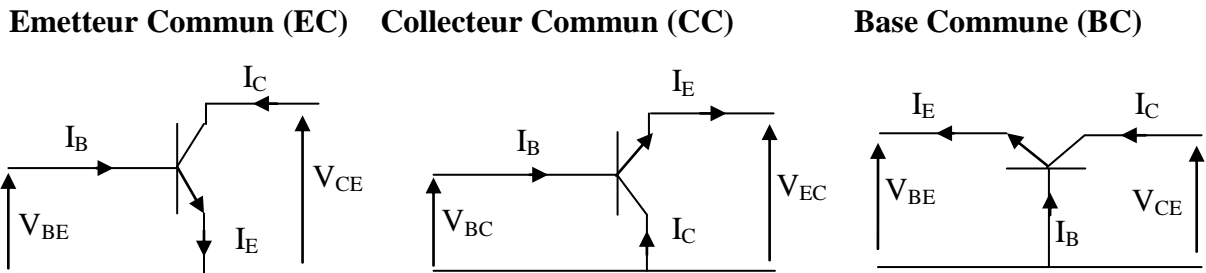 Emetteur Commun (EC) Collecteur Commun (CC) Base Commune (BC)
I_C
I_B
V_CE
V_BE
I_E
I_E
I_B
V_EC
V_BC
I_C
I_E
I_C
V_BE
V_CE
I_B